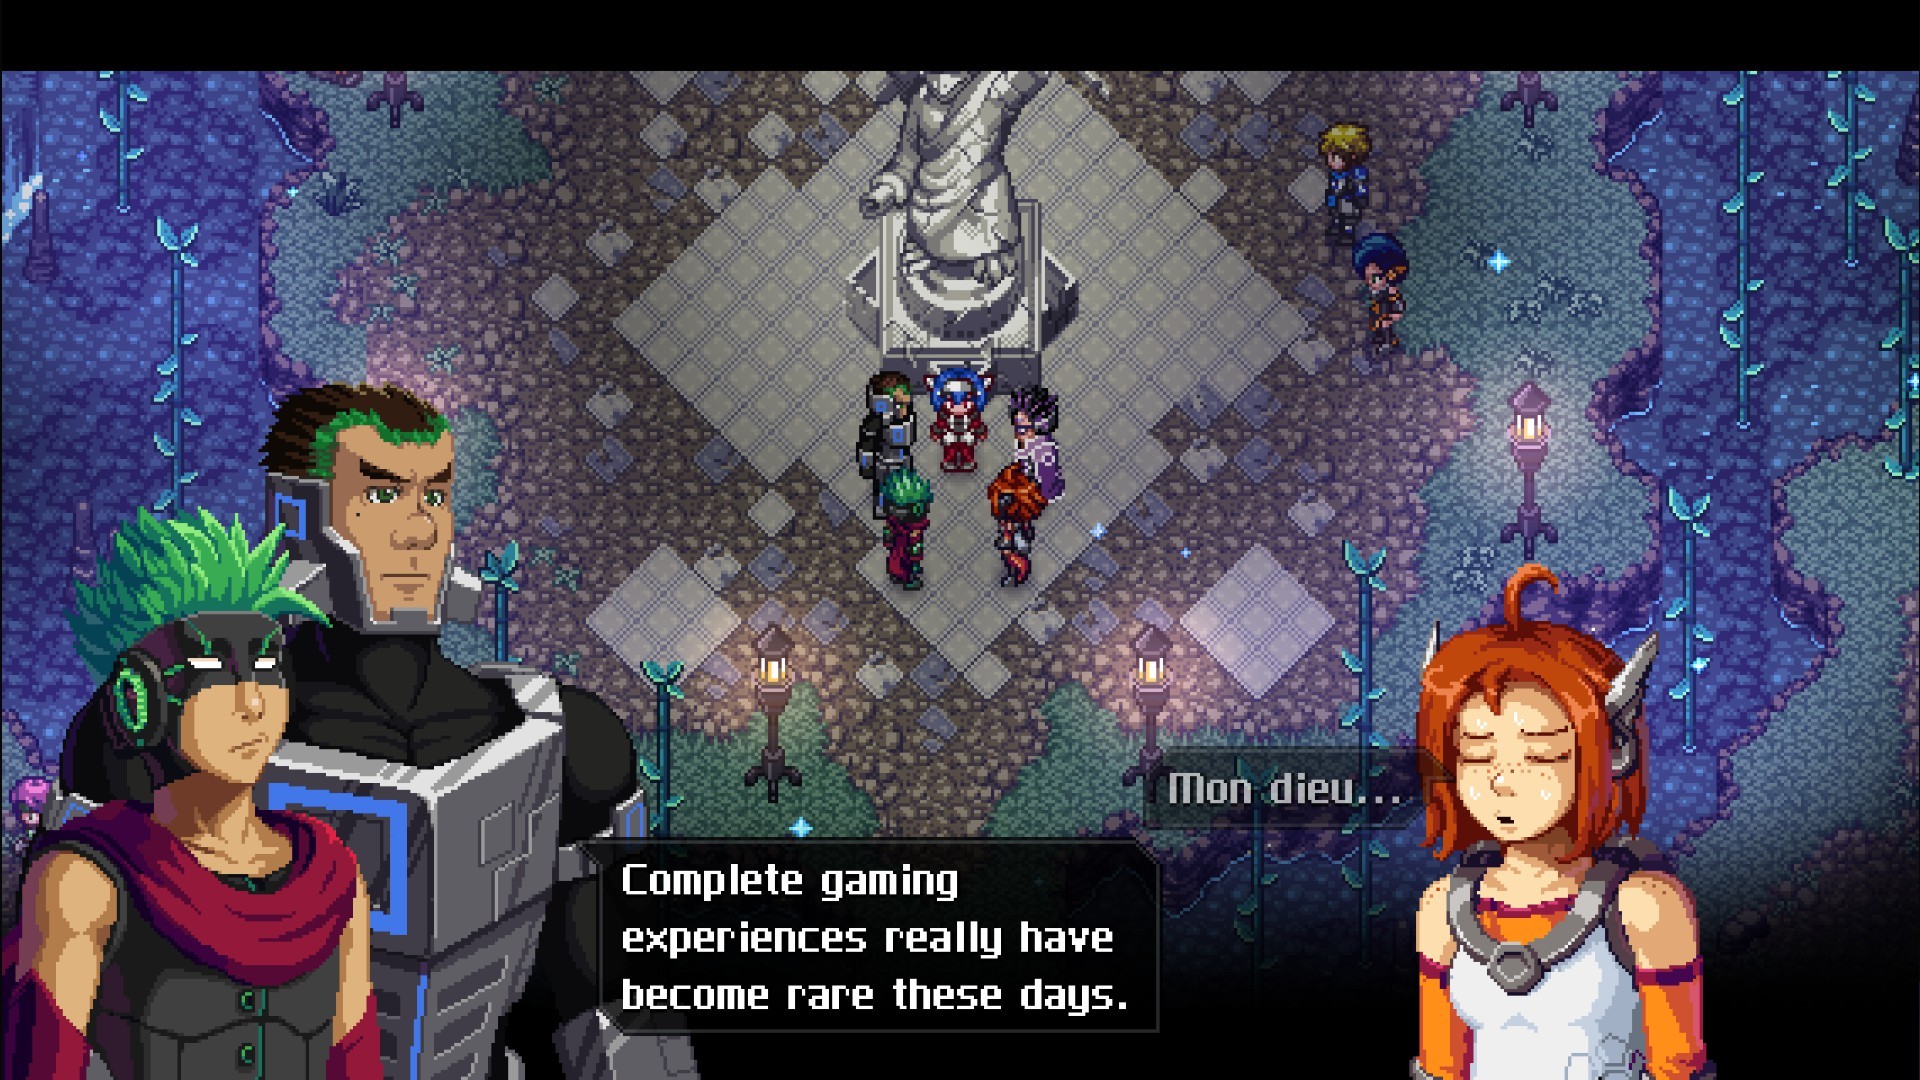 Mon dieu...
Complete gaming
experiences really have
become rare these days.